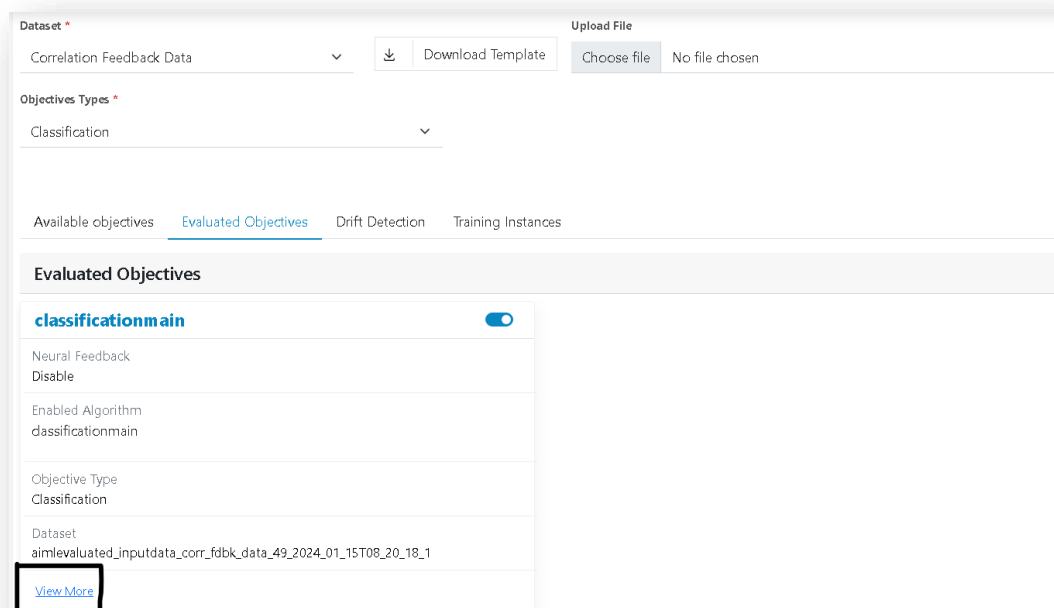 Dataset *
Upload File
Correlation Feedback Data
Download Template
Choose file No file chosen
Objectives Types *
Classification
Available objectives Evaluated Objectives Drift Detection Training Instances
Evaluated Objectives
classificationmain
Neural Feedback
Disable
Enabled Algorithm
classificationmain
Objective Type
Classification
Dataset
aimlevaluated_inputdata_corr_fdbk_data_49_2024_01_15T08_20_18_1
View More